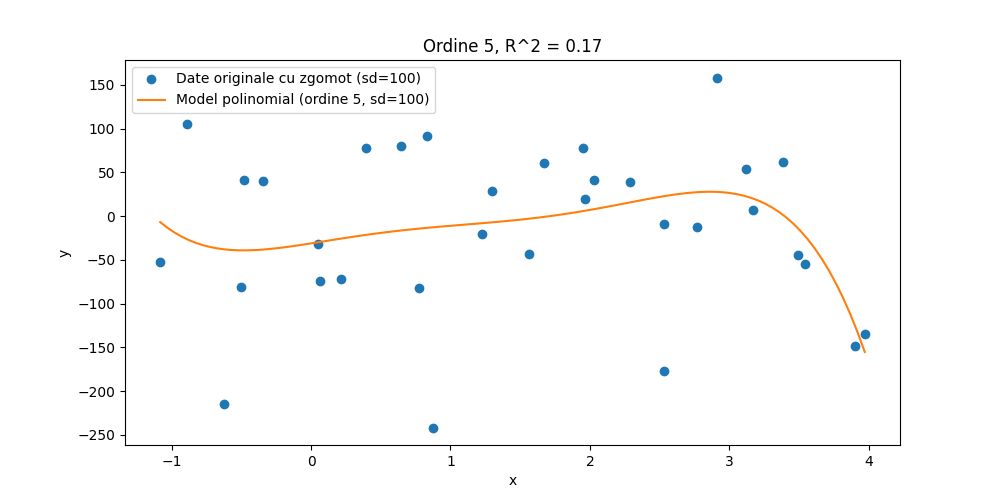 Ordine 5, R^2 = 0.17
Date originale cu zgomot (sd=100)
Model polinomial (ordine 5, sd=100)
150
100
50
0
−50
−100
−150
−200
−250
y
−1 0 1 2 3 4
x